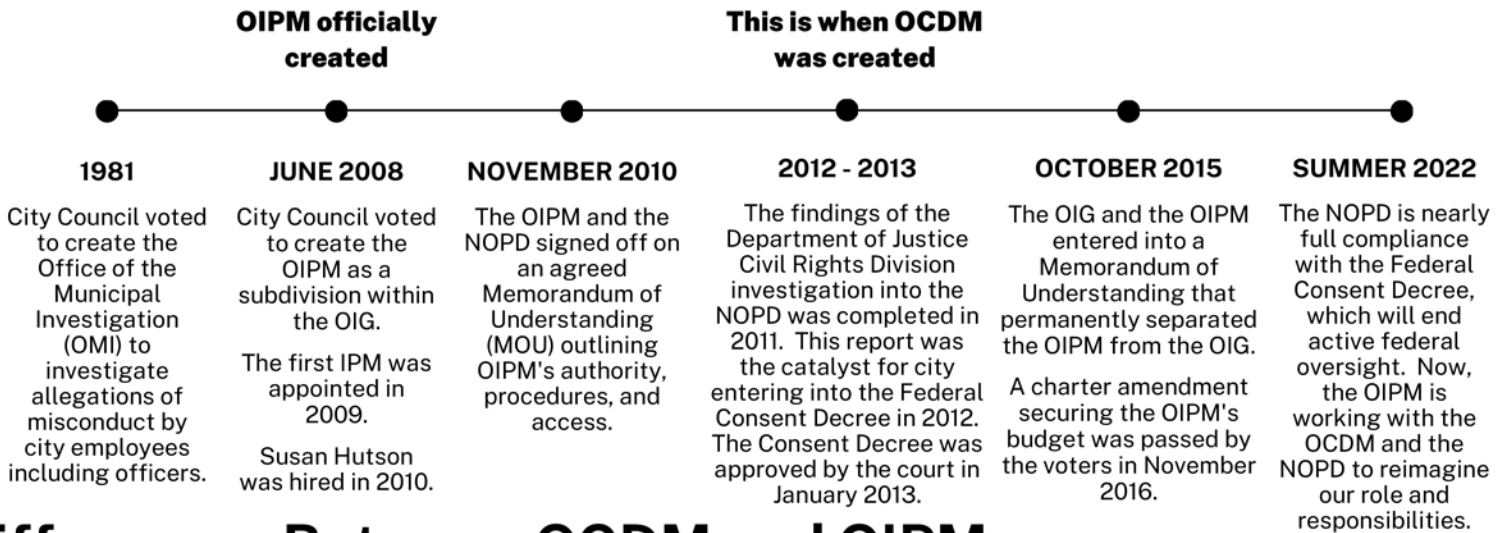 OIPM officially
created
This is when OCDM
was created
1981
City Council voted
to create the
Office of the
Municipal
Investigation
(OMI) to
investigate
allegations of
misconduct by
city employees
including officers.
JUNE 2008
City Council voted
to create the
OIPM as a
subdivision within
the OIG.
The first IPM was
appointed in
2009.
Susan Hutson
was hired in 2010.
NOVEMBER 2010
The OIPM and the
NOPD signed off on
an agreed
Memorandum of
Understanding
(MOU) outlining
OIPM's authority,
procedures, and
access.
2012 - 2013
The findings of the
Department of Justice
Civil Rights Division
investigation into the
NOPD was completed in
2011. This report was
the catalyst for city
entering into the Federal
Consent Decree in 2012.
The Consent Decree was
approved by the court in
January 2013.
OCTOBER 2015
The OIG and the OIPM
entered into a
Memorandum of
Understanding that
permanently separated
the OIPM from the OIG.
A charter amendment
securing the OIPM's
budget was passed by
the voters in November
2016.
SUMMER 2022
The NOPD is nearly
full compliance
with the Federal
Consent Decree,
which will end
active federal
oversight. Now,
the OIPM is
working with the
OCDM and the
NOPD to reimagine
our role and
responsibilities.
OCDM and OIPM